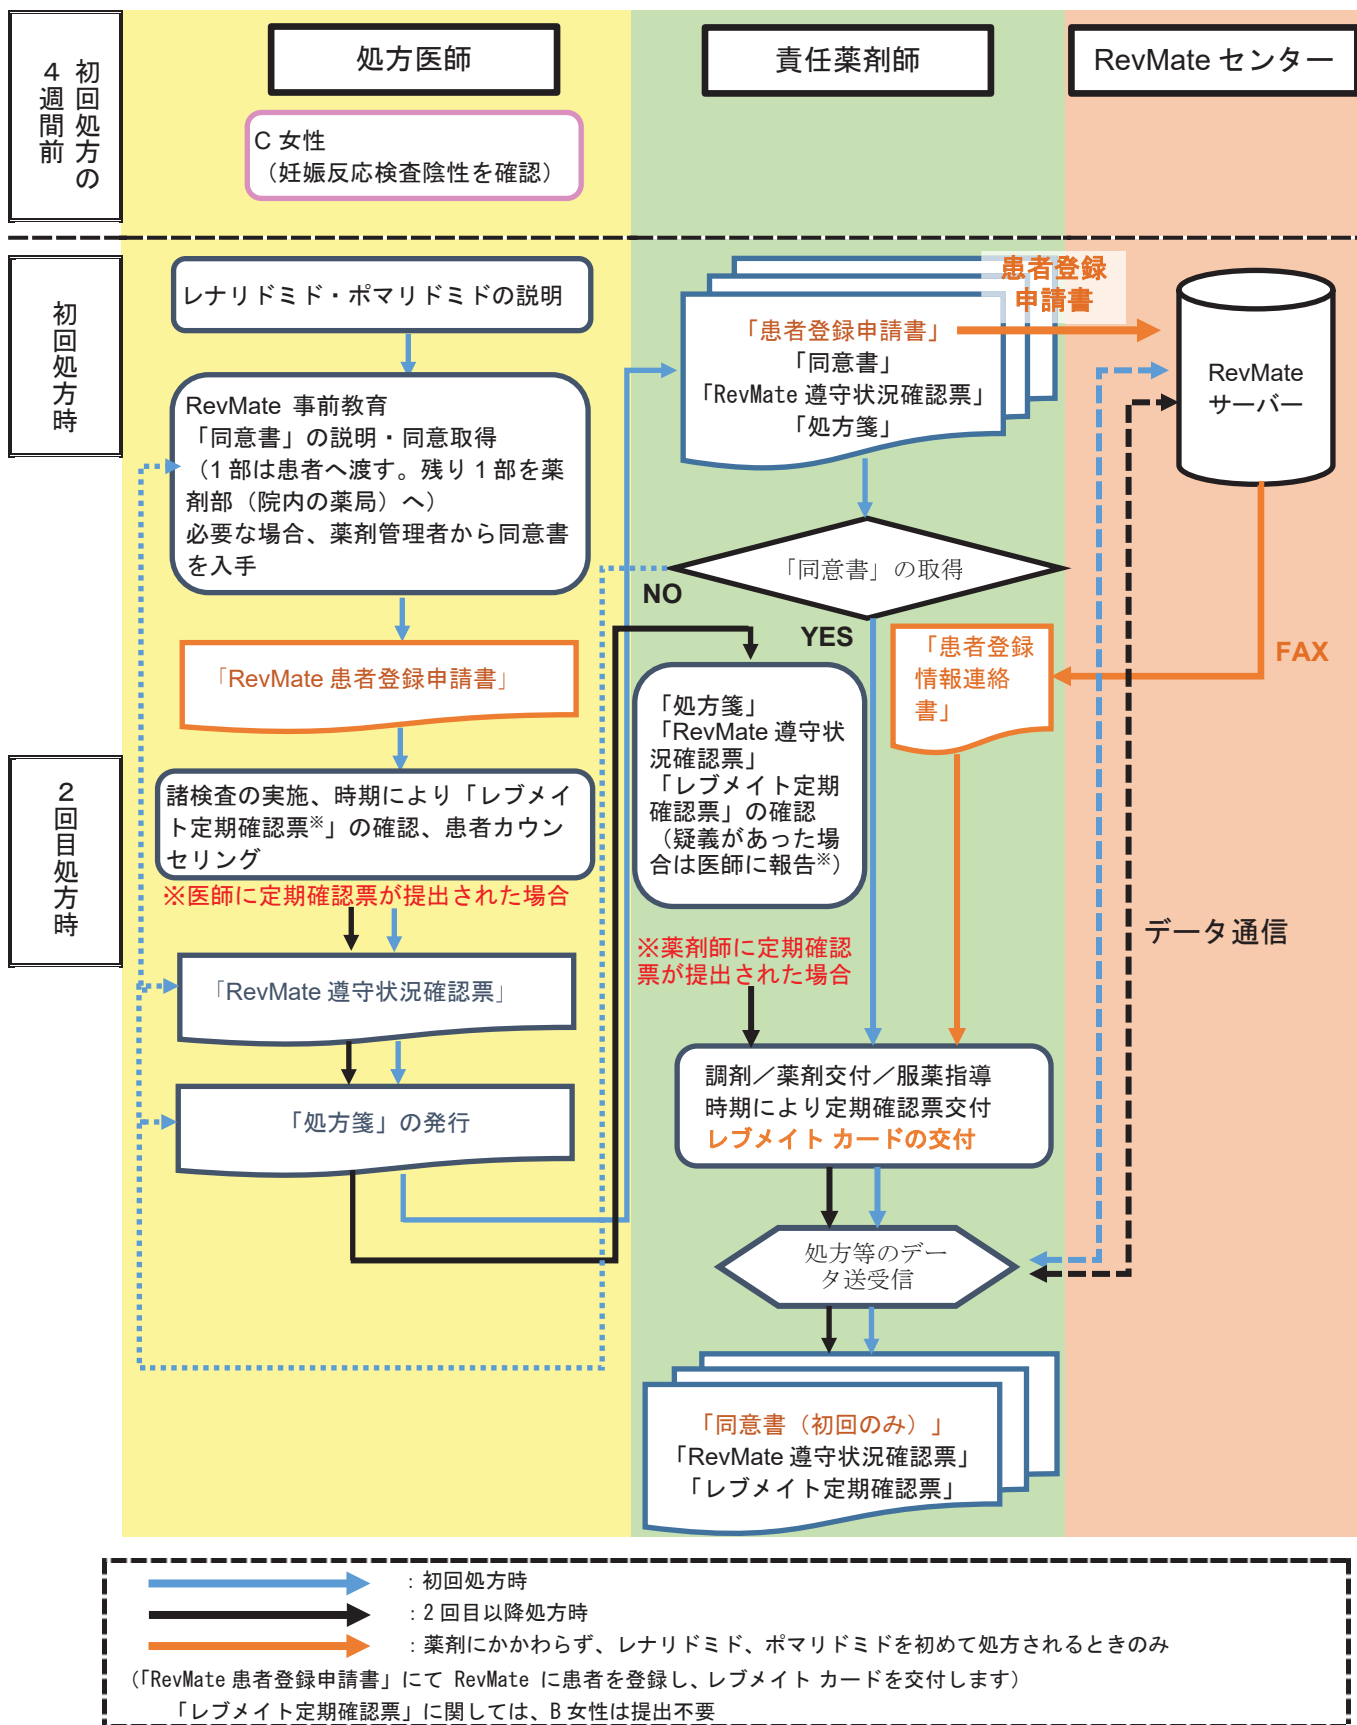 初回処方の
４週間前
処方医師
責任薬剤師
RevMate センター
C 女性
（妊娠反応検査陰性を確認）
初回処方時
レナリドミド・ポマリドミドの説明
RevMate 事前教育
「同意書」の説明・同意取得
（1 部は患者へ渡す。残り 1 部を薬
剤部（院内の薬局）へ）
必要な場合、薬剤管理者から同意書
を入手
「RevMate 患者登録申請書」
２回目処方時
諸検査の実施、時期により「レブメイ
ト定期確認票※」の確認、患者カウン
セリング
※医師に定期確認票が提出された場合
「RevMate 遵守状況確認票」
「処方箋」の発行
患者登録
申請書
「患者登録申請書」
「同意書」
「RevMate 遵守状況確認票」
「処方箋」
「同意書」の取得
NO
YES
「処方箋」
「RevMate 遵守状
況確認票」
「レブメイト定期
確認票」の確認
（疑義があった場
合は医師に報告※）
※薬剤師に定期確認
票が提出された場合
「患者登録
情報連絡
書」
調剤／薬剤交付／服薬指導
時期により定期確認票交付
レブメイト カードの交付
処方等のデー
タ送受信
「同意書（初回のみ）」
「RevMate 遵守状況確認票」
「レブメイト定期確認票」
RevMate
サーバー
FAX
データ通信
：初回処方時
：2 回目以降処方時
：薬剤にかかわらず、レナリドミド、ポマリドミドを初めて処方されるときのみ
（「RevMate 患者登録申請書」にて RevMate に患者を登録し、レブメイト カードを交付します）
「レブメイト定期確認票」に関しては、B 女性は提出不要